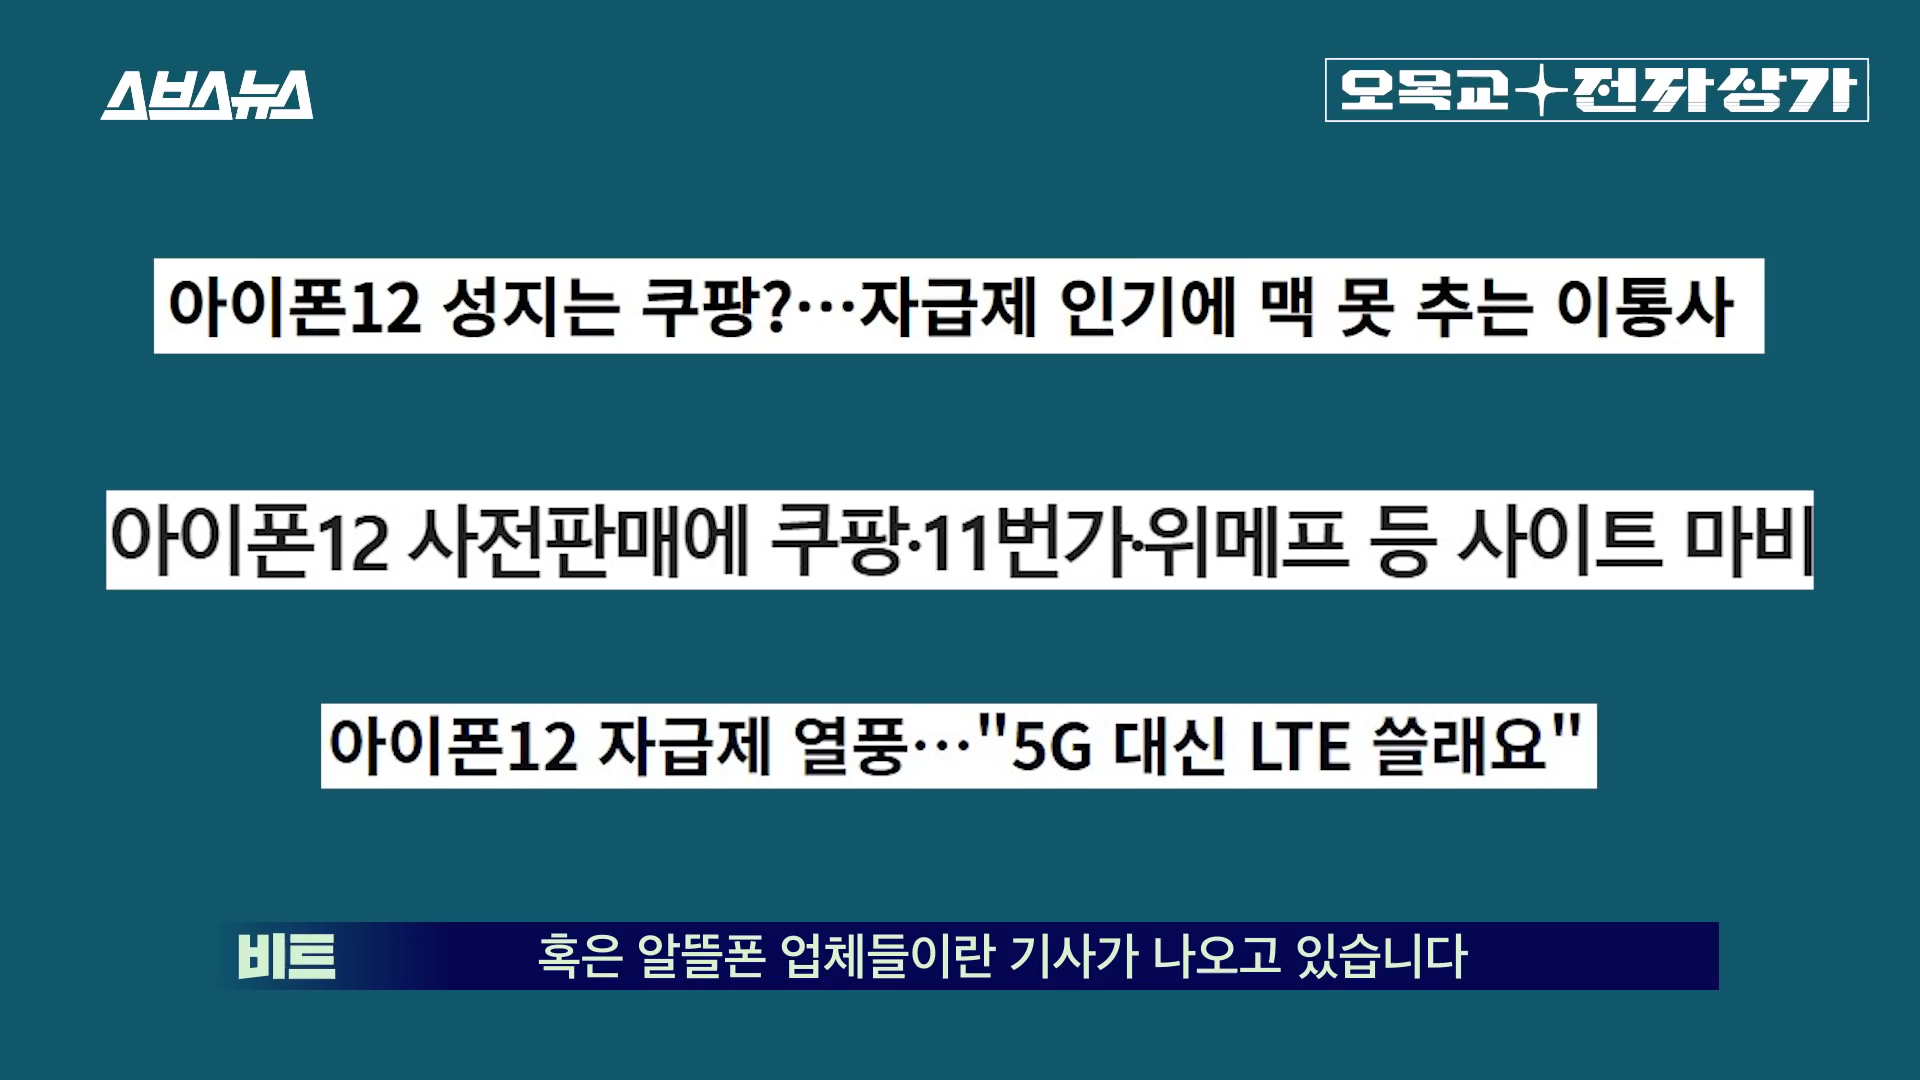 스브스뉴스
오목교 전자상가
아이폰12 성지는 쿠팡?…자급제 인기에 맥 못 추는 이통사
아이폰12 사전판매에 쿠팡·11번가·위메프 등 사이트 마비
아이폰12 자급제 열풍…"5G 대신 LTE 쓸래요"
비트
혹은 알뜰폰 업체들이란 기사가 나오고 있습니다